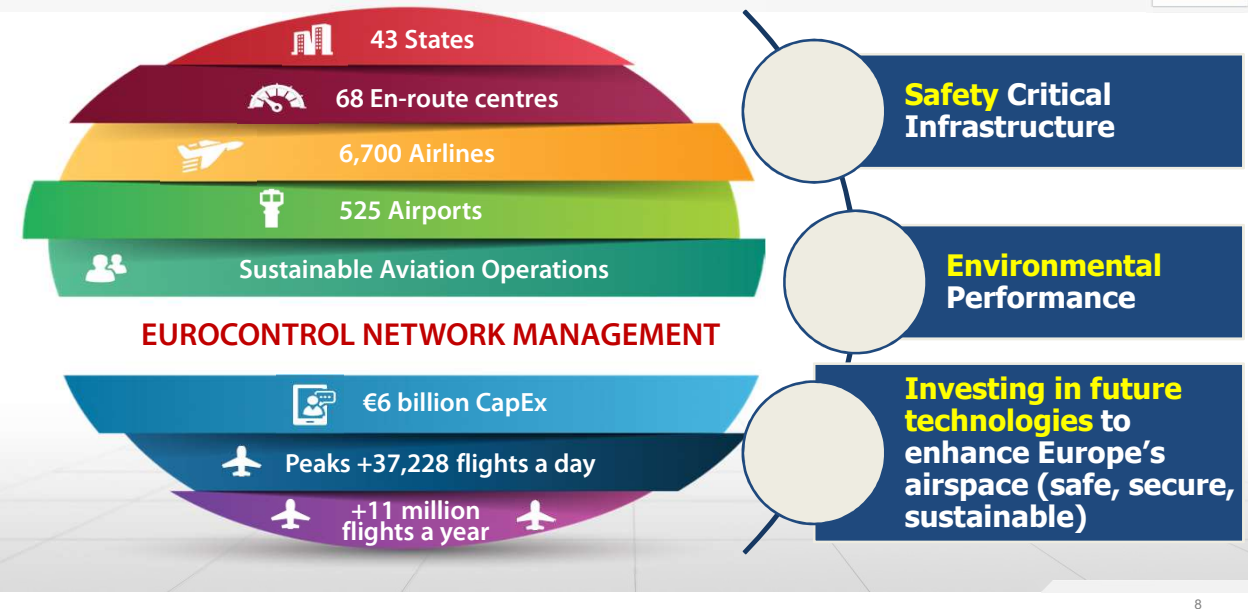 43 States
68 En-route centres
6,700 Airlines
525 Airports
Sustainable Aviation Operations
EUROCONTROL NETWORK MANAGEMENT
€6 billion CapEx
Peaks +37,228 flights a day
+11 million
flights a year
Safety Critical
Infrastructure
Environmental
Performance
Investing in future
technologies to
enhance Europe’s
airspace (safe, secure,
sustainable)
8